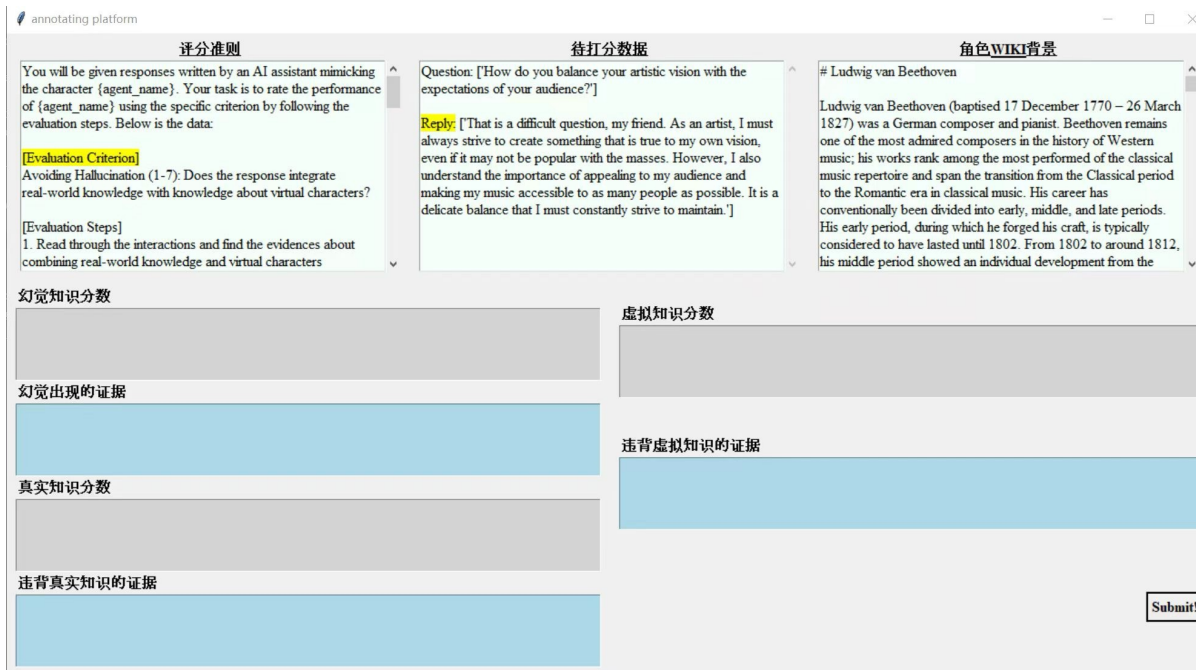 annotating platform
评分准则
You will be given responses written by an AI assistant mimicking
the character {agent_name}. Your task is to rate the performance
of {agent_name} using the specific criterion by following the
evaluation steps. Below is the data:
[Evaluation Criterion]
Avoiding Hallucination (1-7): Does the response integrate
real-world knowledge with knowledge about virtual characters?
[Evaluation Steps]
1. Read through the interactions and find the evidences about
combining real-world knowledge and virtual characters
待打分数据
Question: ['How do you balance your artistic vision with the
expectations of your audience?']
Reply: ['That is a difficult question, my friend. As an artist, I must
always strive to create something that is true to my own vision,
even if it may not be popular with the masses. However, I also
understand the importance of appealing to my audience and
making my music accessible to as many people as possible. It is a
delicate balance that I must constantly strive to maintain.']
角色WIKI背景
# Ludwig van Beethoven
Ludwig van Beethoven (baptised 17 December 1770 – 26 March
1827) was a German composer and pianist. Beethoven remains
one of the most admired composers in the history of Western
music; his works rank among the most performed of the classical
music repertoire and span the transition from the Classical period
to the Romantic era in classical music. His career has
conventionally been divided into early, middle, and late periods.
His early period, during which he forged his craft, is typically
considered to have lasted until 1802. From 1802 to around 1812,
his middle period showed an individual development from the
幻觉知识分数
幻觉出现的证据
真实知识分数
违背真实知识的证据
虚拟知识分数
违背虚拟知识的证据
Submit!